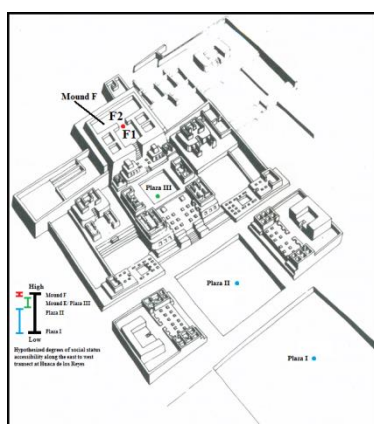 Mound F
F2
F1
Plaza III
Plaza II
Plaza I
High
Mound F
Mound E/ Plaza III
Plaza II
Plaza I
Low
Hypothesized degrees of social status
accessibility along the east to west
transect at Huaca de los Reyes